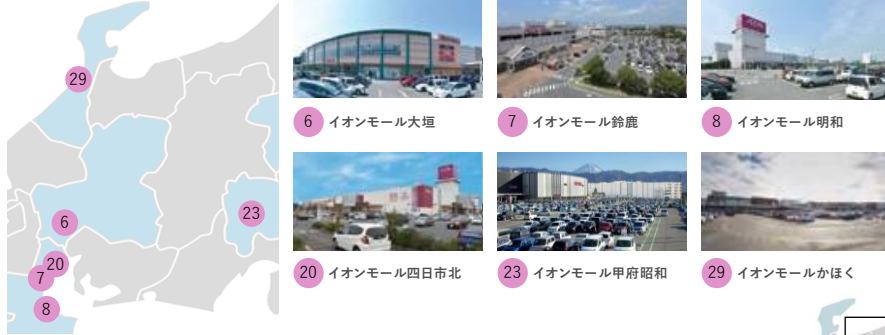 29
6
23
20
7
8
6 イオンモール大垣
7 イオンモール鈴鹿
8 イオンモール明和
20 イオンモール四日市北
23 イオンモール甲府昭和
29 イオンモールかほく